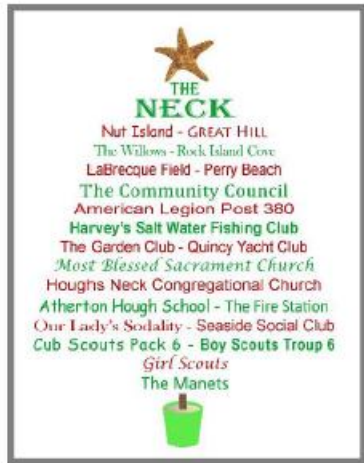 THE
NECK
Nut Island - GREAT HILL
The Willows - Rock Island Cove
LaBrecque Field - Perry Beach
The Community Council
American Legion Post 380
Harvey's Salt Water Fishing Club
The Garden Club - Quincy Yacht Club
Most Blessed Sacrament Church
Houghs Neck Congregational Church
Atherton Hough School - The Fire Station
Our Lady's Sodality - Seaside Social Club
Cub Scouts Pack 6 - Boy Scouts Troup 6
Girl Scouts
The Manets